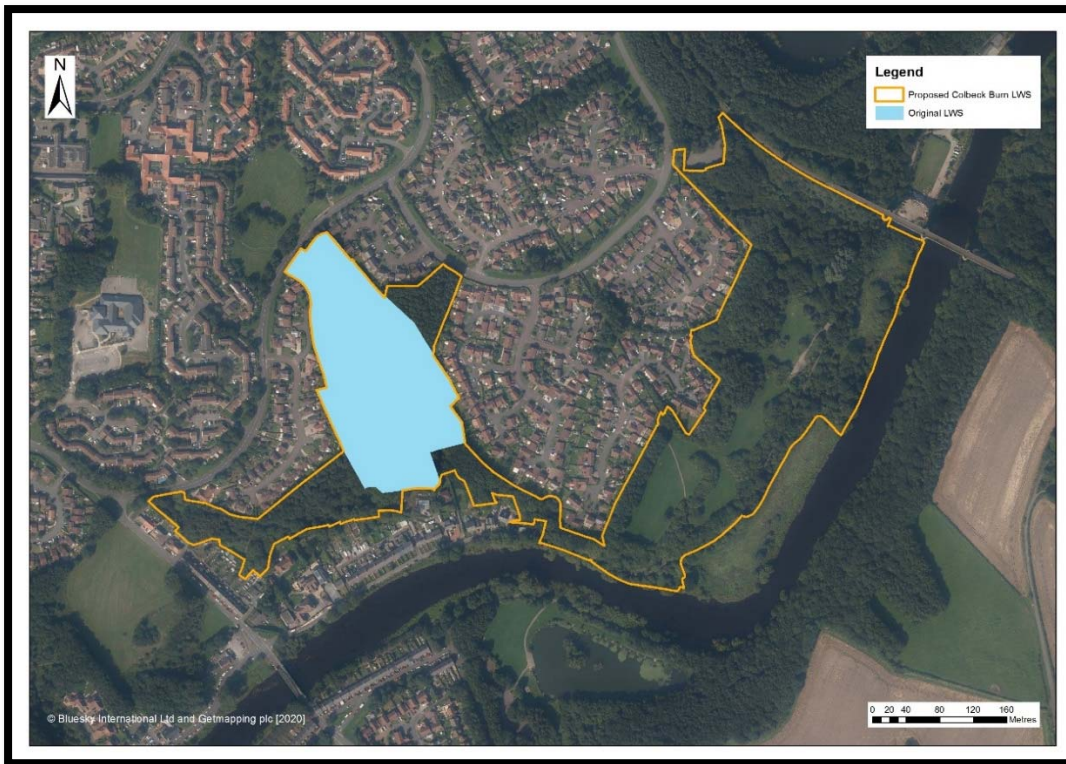 N
Legend
Proposed Colbeck Burn LWS
Original LWS
0 20 40 80 120 160
Metres
© Bluesky International Ltd and Getmapping plc [2020]